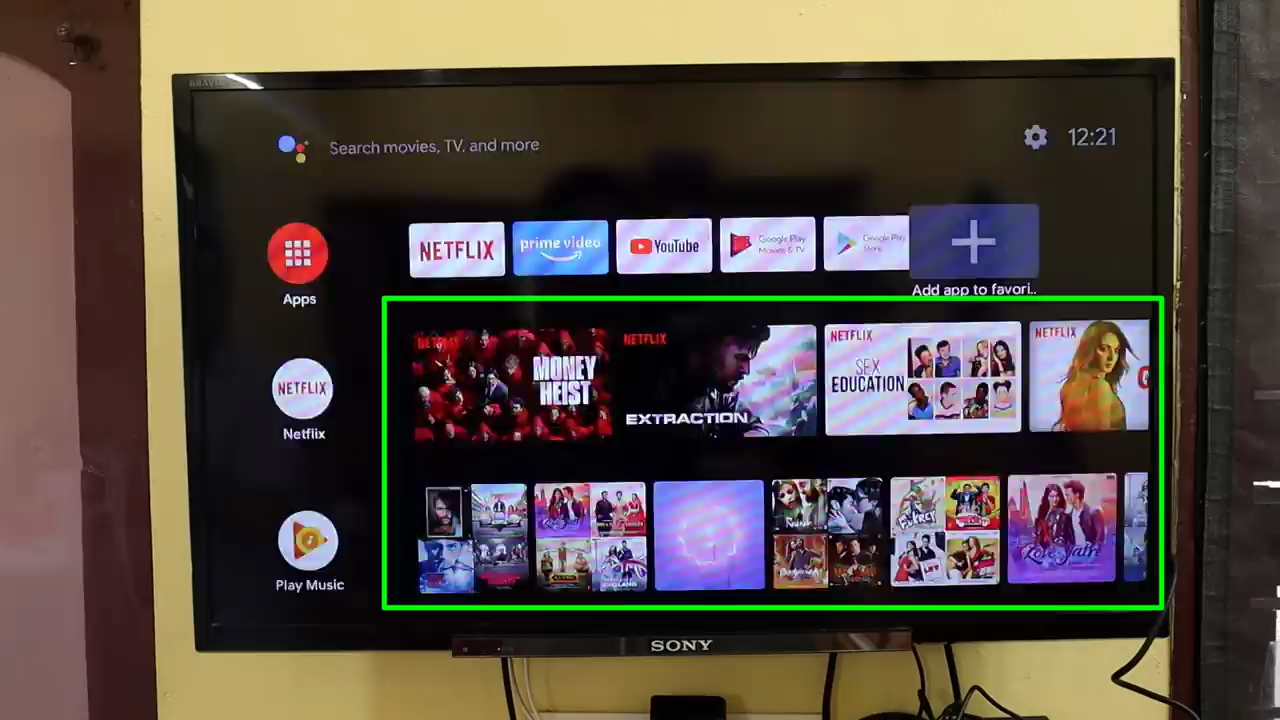 BRAVIA
Search movies, TV, and more
12:21
NETFLIX
prime video
YouTube
Google Play
Movies & TV
Google Play
Store
Apps
Add app to favori..
NETFLIX
MONEY
HEIST
NETFLIX
EXTRACTION
NETFLIX
SEX
EDUCATION
NETFLIX
NETFLIX
Netflix
Play Music
SONY